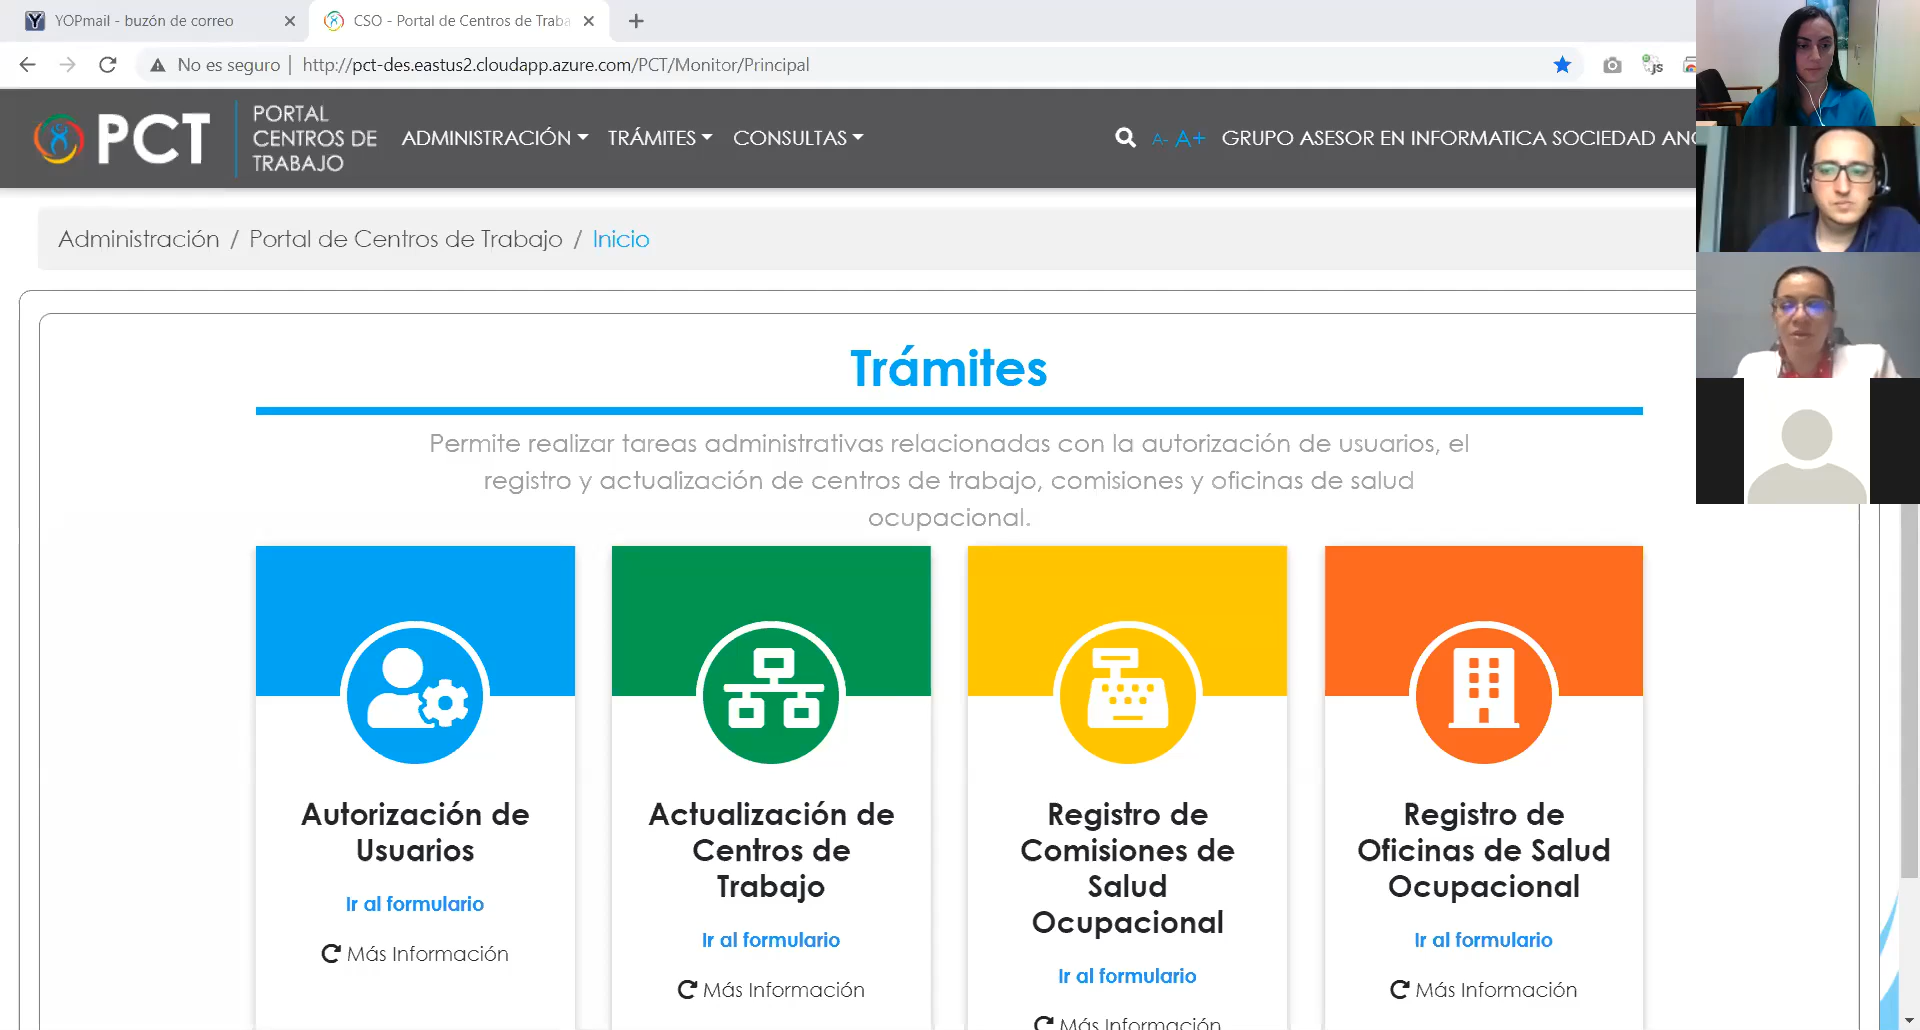 YOPmail - buzón de correo
CSO - Portal de Centros de Traba
No es seguro | http://pct-des.eastus2.cloudapp.azure.com/PCT/Monitor/Principal
PCT
PORTAL
CENTROS DE
TRABAJO
ADMINISTRACIÓN TRÁMITES CONSULTAS
A- A+ GRUPO ASESOR EN INFORMATICA SOCIEDAD ANO
Administración / Portal de Centros de Trabajo / Inicio
Trámites
Permite realizar tareas administrativas relacionadas con la autorización de usuarios, el
registro y actualización de centros de trabajo, comisiones y oficinas de salud
ocupacional.
Autorización de
Usuarios
Ir al formulario
Más Información
Actualización de
Centros de
Trabajo
Ir al formulario
Más Información
Registro de
Comisiones de
Salud
Ocupacional
Ir al formulario
Más Información
Registro de
Oficinas de Salud
Ocupacional
Ir al formulario
Más Información